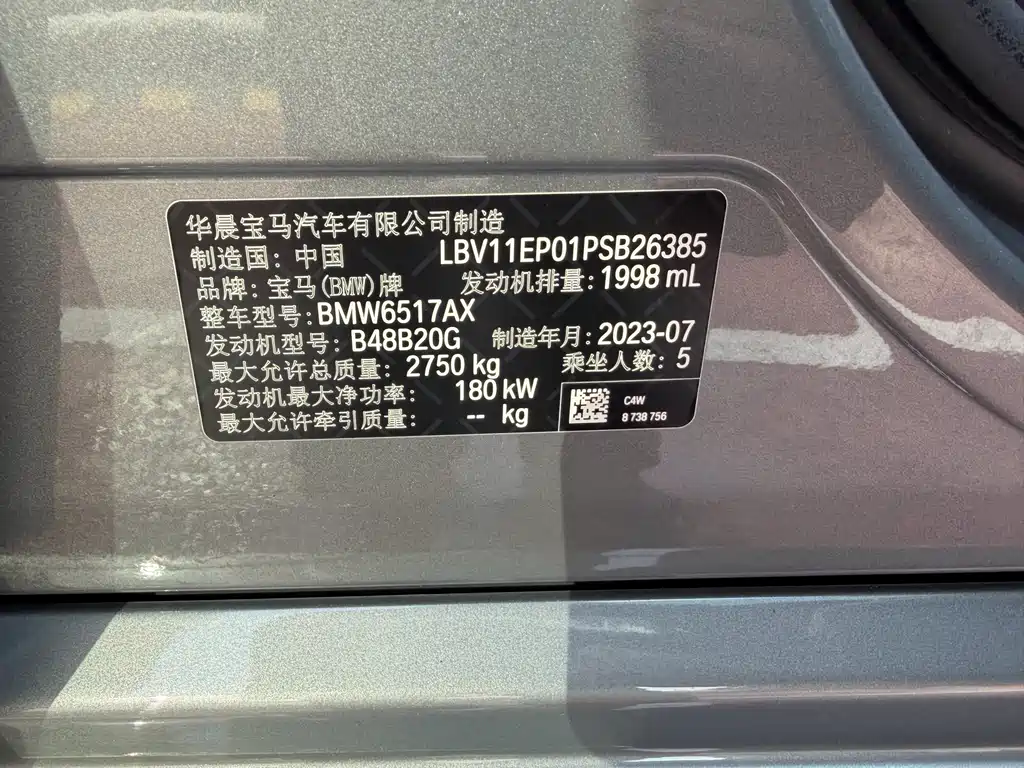 华晨宝马汽车有限公司制造
制造国：中国 LBV11EP01PSB26385
品牌：宝马(BMW)牌 发动机排量：1998 mL
整车型号：BMW6517AX
发动机型号：B48B20G 制造年月：2023-07
最大允许总质量：2750 kg 乘坐人数：5
发动机最大净功率：180 kW
最大允许牵引质量：-- kg
C4W
8 738 756